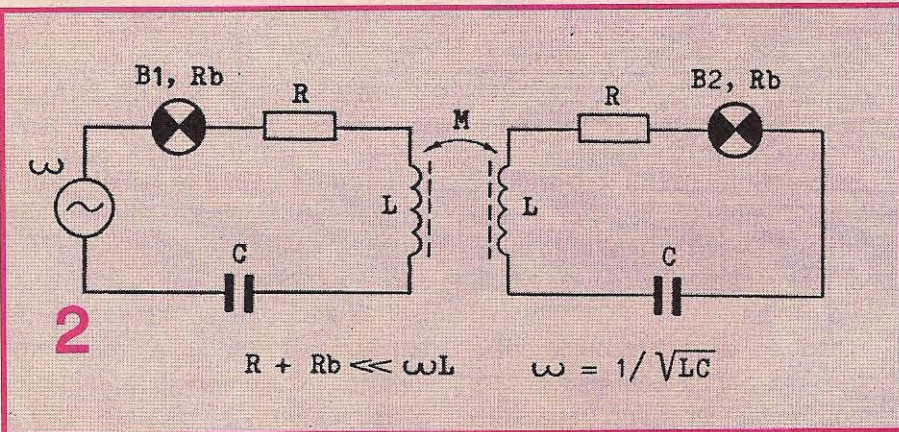 B1, Rb
R
M
R
B2, Rb
ω
L
L
C
C
2
R + Rb << ωL
ω = 1/√LC